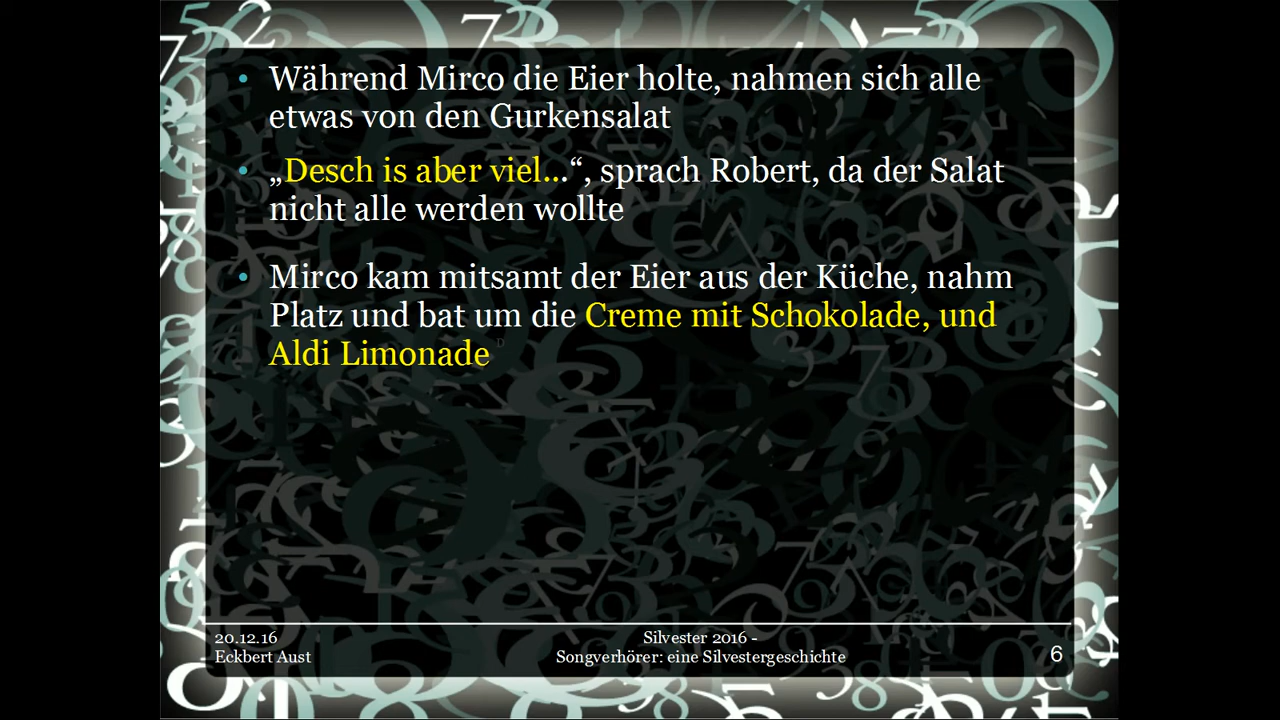 • Während Mirco die Eier holte, nahmen sich alle
etwas von den Gurkensalat
• „Desch is aber viel...“, sprach Robert, da der Salat
nicht alle werden wollte
• Mirco kam mitsamt der Eier aus der Küche, nahm
Platz und bat um die Creme mit Schokolade, und
Aldi Limonade
20.12.16
Eckbert Aust
Silvester 2016 -
Songverhörer: eine Silvestergeschichte
6